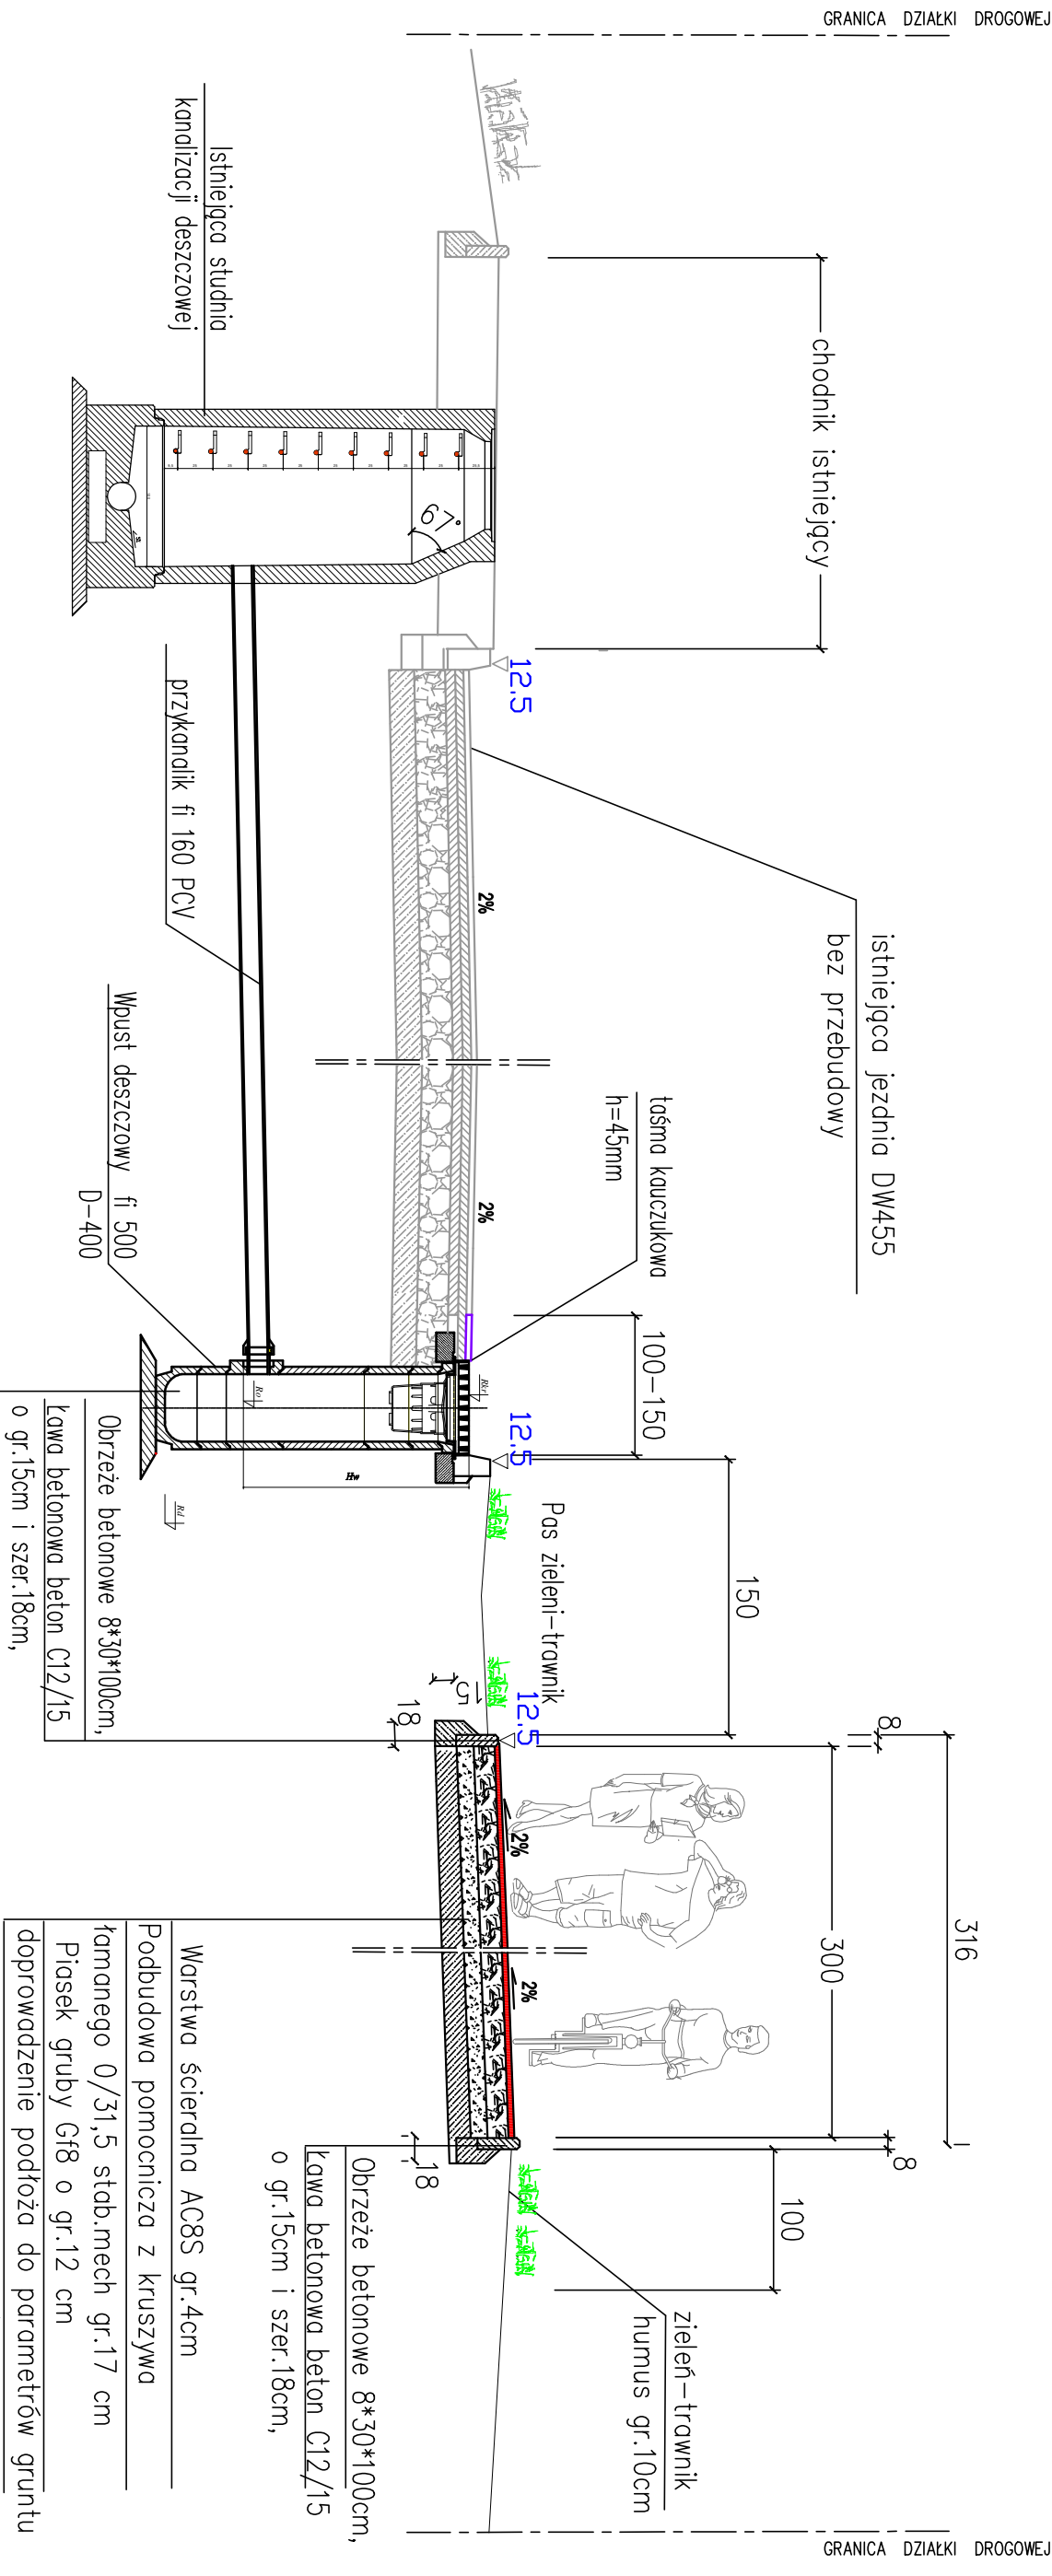 GRANICA DZIAŁKI DROGOWEJ
Istniejąca studnia
kanalizacji deszczowej
chodnik istniejący
67°
12.5
przykanalik fi 160 PCV
2%
istniejąca jezdnia DW455
bez przebudowy
Wpust deszczowy fi 500
D-400
2%
taśma kauczukowa
h=45mm
100-150
12.5
Rkr
Ro
Hw
Rd
Obrzeże betonowe 8*30*100cm,
Ława betonowa beton C12/15
o gr.15cm i szer.18cm,
Pas zieleni-trawnik
150
15
18
12.5
8
316
300
2%
2%
8
18
100
Warstwa ścieralna AC8S gr.4cm
Podbudowa pomocnicza z kruszywa
łamanego 0/31,5 stab.mech gr.17 cm
Piasek gruby Gf8 o gr.12 cm
doprowadzenie podłoża do parametrów gruntu
Obrzeże betonowe 8*30*100cm,
Ława betonowa beton C12/15
o gr.15cm i szer.18cm,
zieleń-trawnik
humus gr.10cm
GRANICA DZIAŁKI DROGOWEJ